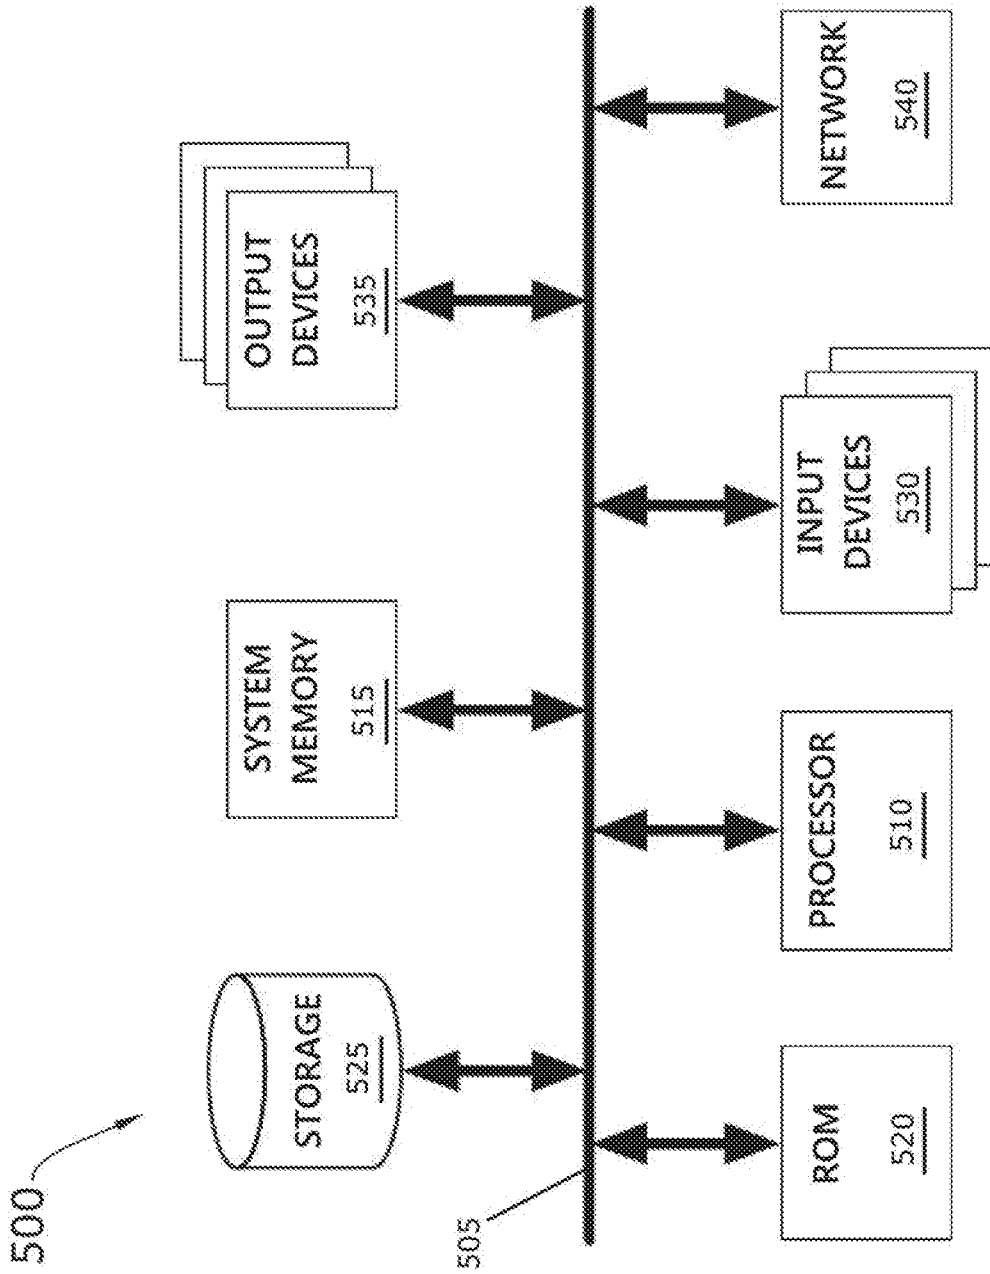 500
STORAGE
525
SYSTEM
MEMORY
515
OUTPUT
DEVICES
535
505
ROM
520
PROCESSOR
510
INPUT
DEVICES
530
NETWORK
540